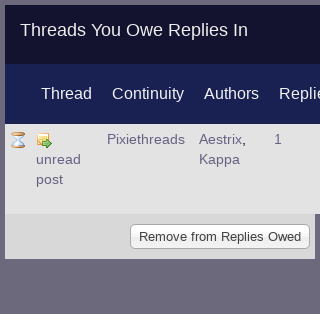 Threads You Owe Replies In
Thread Continuity Authors Replie
unread post Pixiethreads Aestrix, Kappa 1
Remove from Replies Owed